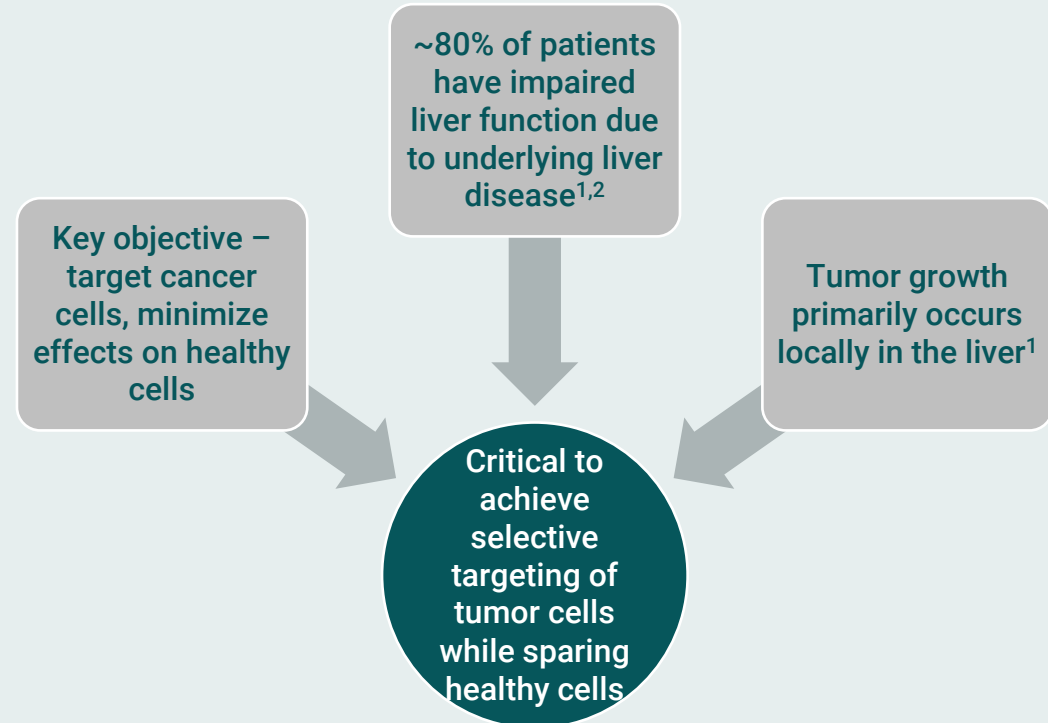 ~80% of patients
have impaired
liver function due
to underlying liver
disease1,2
Key objective –
target cancer
cells, minimize
effects on healthy
cells
Tumor growth
primarily occurs
locally in the liver1
Critical to
achieve
selective
targeting of
tumor cells
while sparing
healthy cells